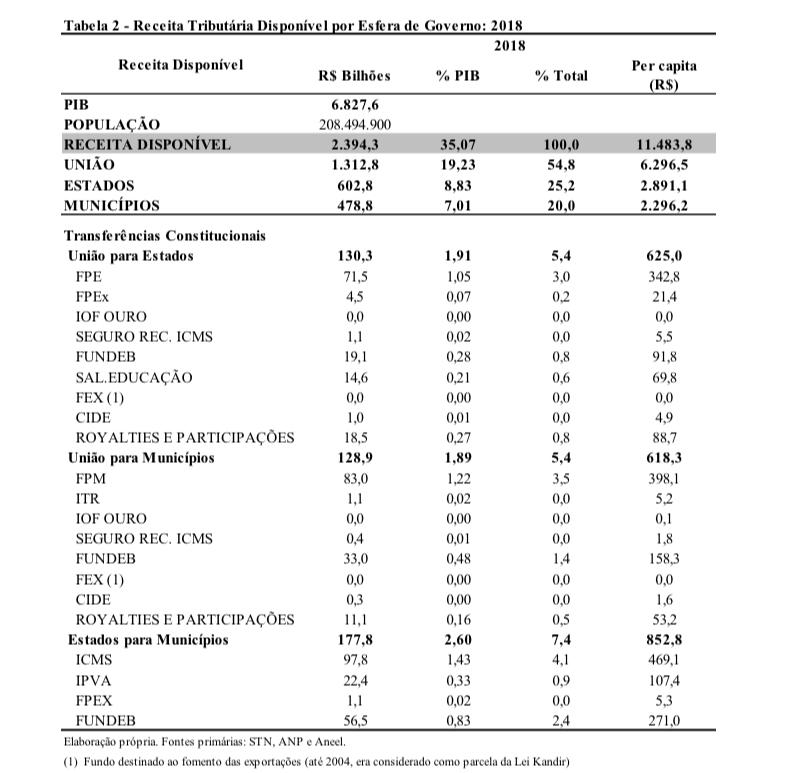 Tabela 2 - Receita Tributária Disponível por Esfera de Governo: 2018
2018
Receita Disponível R$ Bilhões % PIB % Total Per capita (R$)
PIB 6.827,6
POPULAÇÃO 208.494.900
RECEITA DISPONÍVEL 2.394,3 35,07 100,0 11.483,8
UNIÃO 1.312,8 19,23 54,8 6.296,5
ESTADOS 602,8 8,83 25,2 2.891,1
MUNICÍPIOS 478,8 7,01 20,0 2.296,2
Transferências Constitucionais
União para Estados 130,3 1,91 5,4 625,0
FPE 71,5 1,05 3,0 342,8
FPEx 4,5 0,07 0,2 21,4
IOF OURO 0,0 0,00 0,0 0,0
SEGURO REC. ICMS 1,1 0,02 0,0 5,5
FUNDEB 19,1 0,28 0,8 91,8
SAL.EDUCAÇÃO 14,6 0,21 0,6 69,8
FEX (1) 0,0 0,00 0,0 0,0
CIDE 1,0 0,01 0,0 4,9
ROYALTIES E PARTICIPAÇÕES 18,5 0,27 0,8 88,7
União para Municípios 128,9 1,89 5,4 618,3
FPM 83,0 1,22 3,5 398,1
ITR 1,1 0,02 0,0 5,2
IOF OURO 0,0 0,00 0,0 0,1
SEGURO REC. ICMS 0,4 0,01 0,0 1,8
FUNDEB 33,0 0,48 1,4 158,3
FEX (1) 0,0 0,00 0,0 0,0
CIDE 0,3 0,00 0,0 1,6
ROYALTIES E PARTICIPAÇÕES 11,1 0,16 0,5 53,2
Estados para Municípios 177,8 2,60 7,4 852,8
ICMS 97,8 1,43 4,1 469,1
IPVA 22,4 0,33 0,9 107,4
FPEX 1,1 0,02 0,0 5,3
FUNDEB 56,5 0,83 2,4 271,0
Elaboração própria. Fontes primárias: STN, ANP e Aneel.
(1) Fundo destinado ao fomento das exportações (até 2004, era considerado como parcela da Lei Kandir)